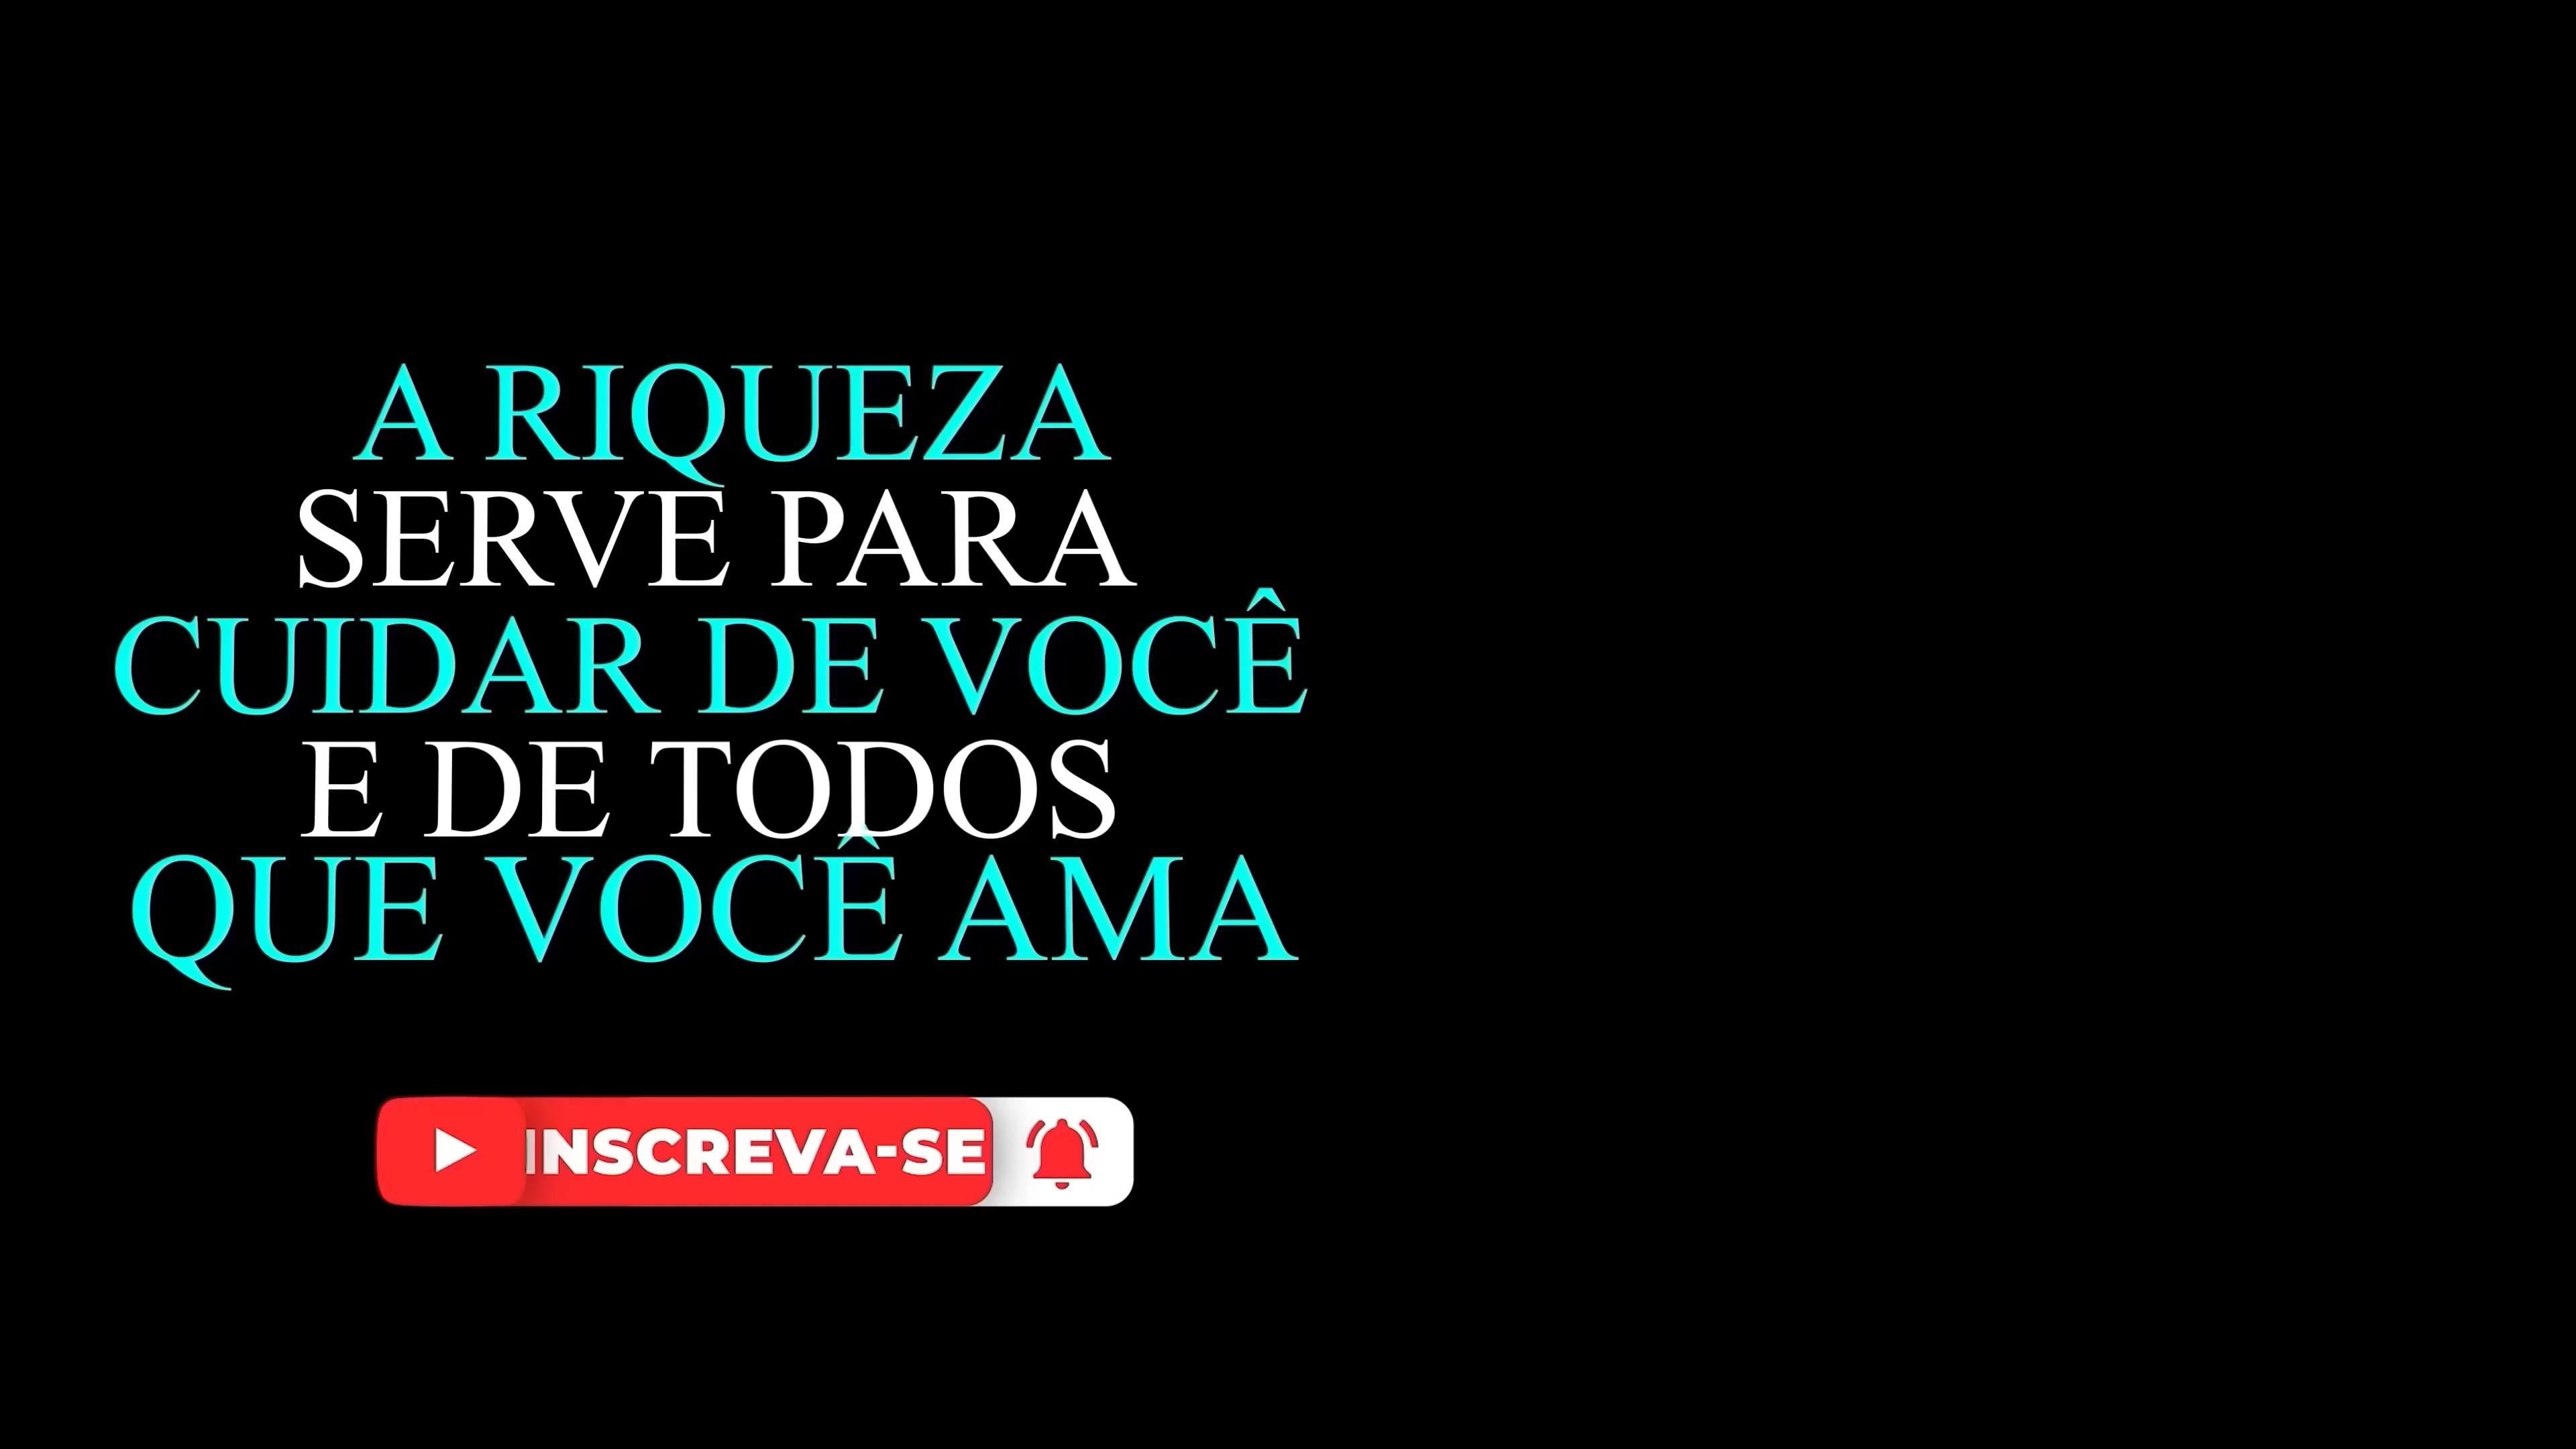 A RIQUEZA
SERVE PARA
CUIDAR DE VOCÊ
E DE TODOS
QUE VOCÊ AMA
INSCREVA-SE